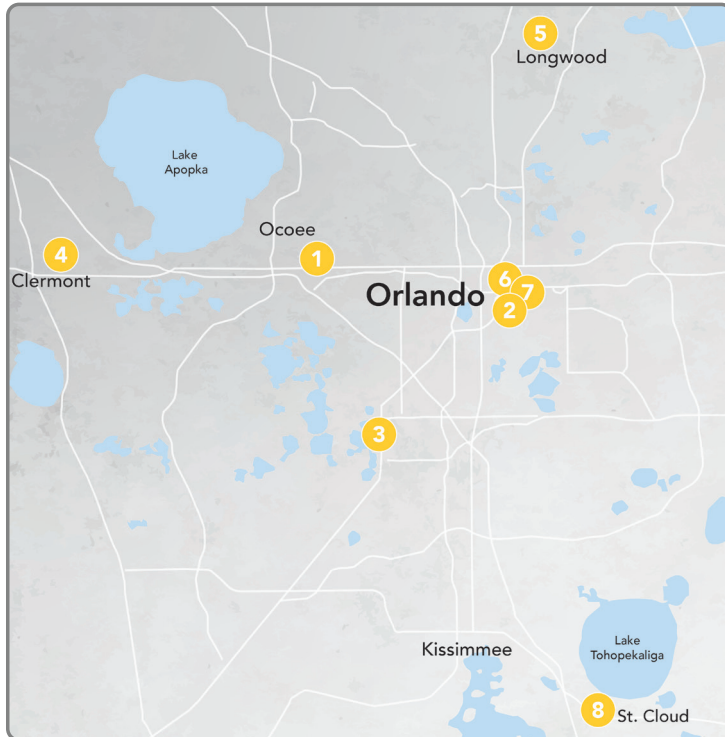 5
Longwood
Lake
Apopka
Ocoee
4
1
Clermont
6
Orlando
7
2
3
Kissimmee
Lake
Tohopekaliga
8
St. Cloud